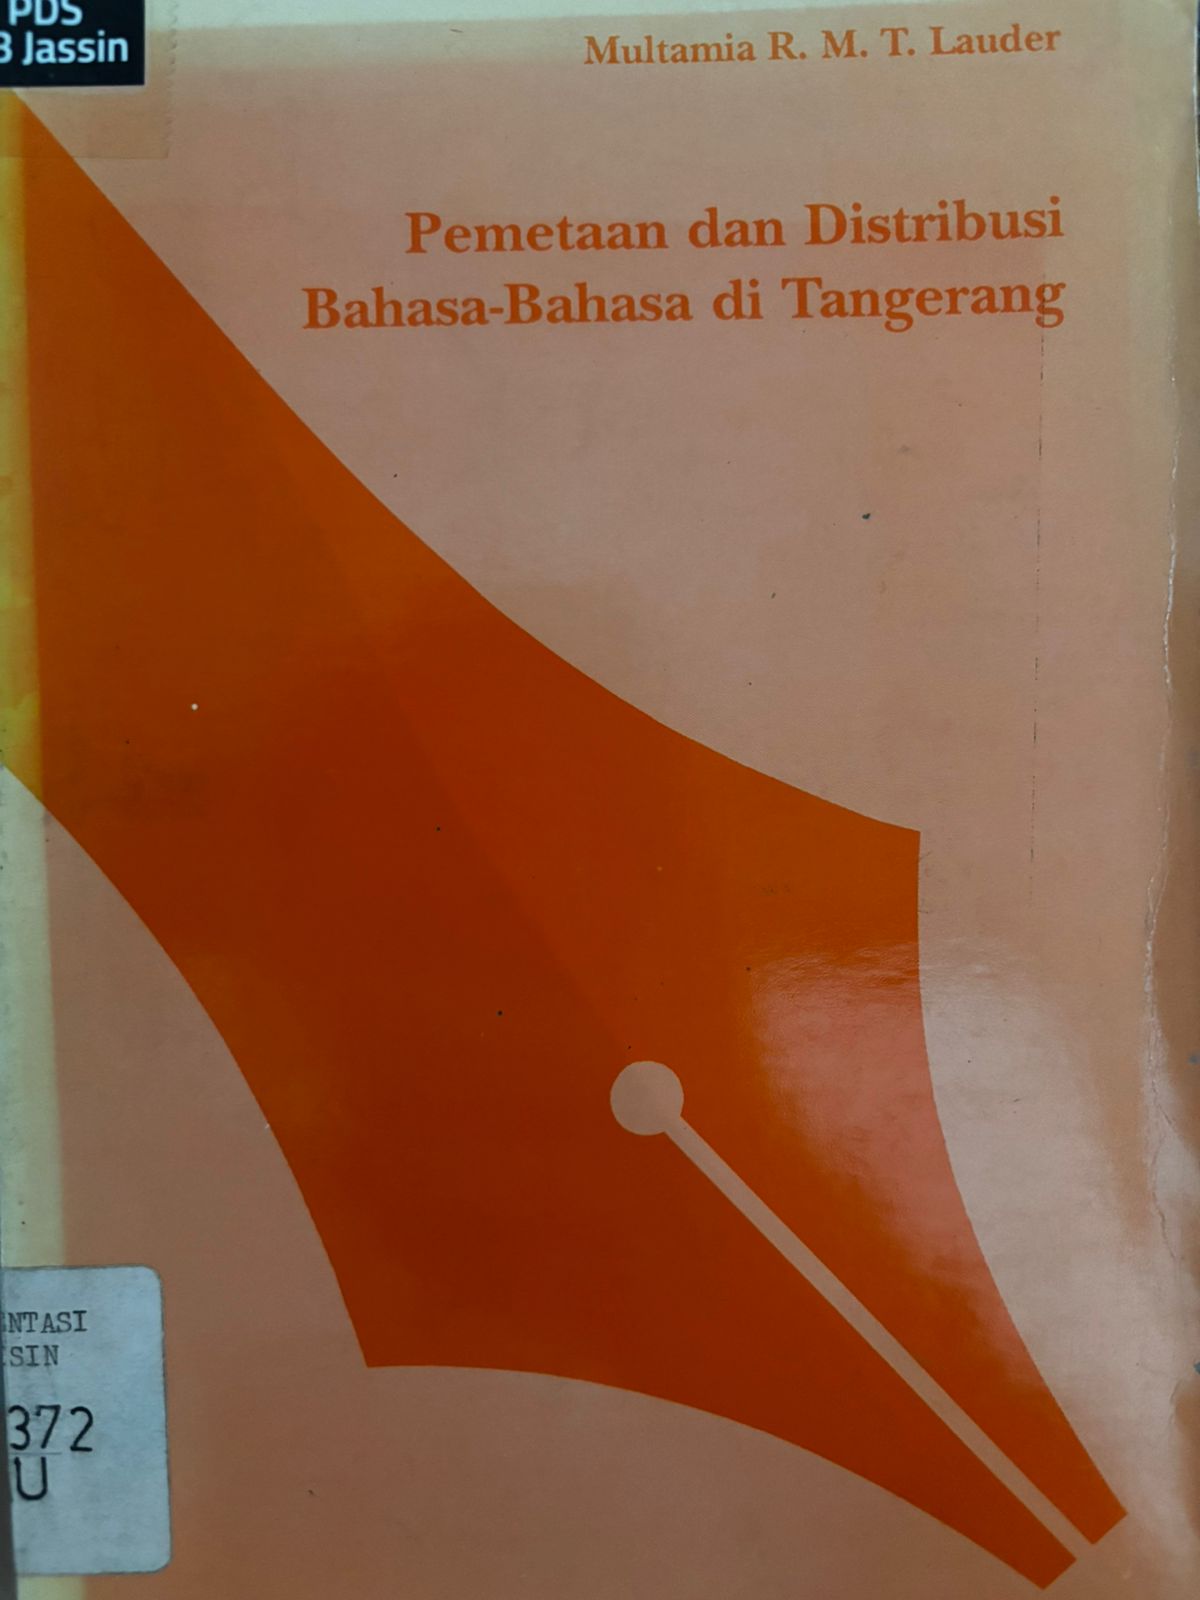 PDS
B Jassin
Multamia R. M. T. Lauder
Pemetaan dan Distribusi
Bahasa-Bahasa di Tangerang
NTASI
SIN
372
U